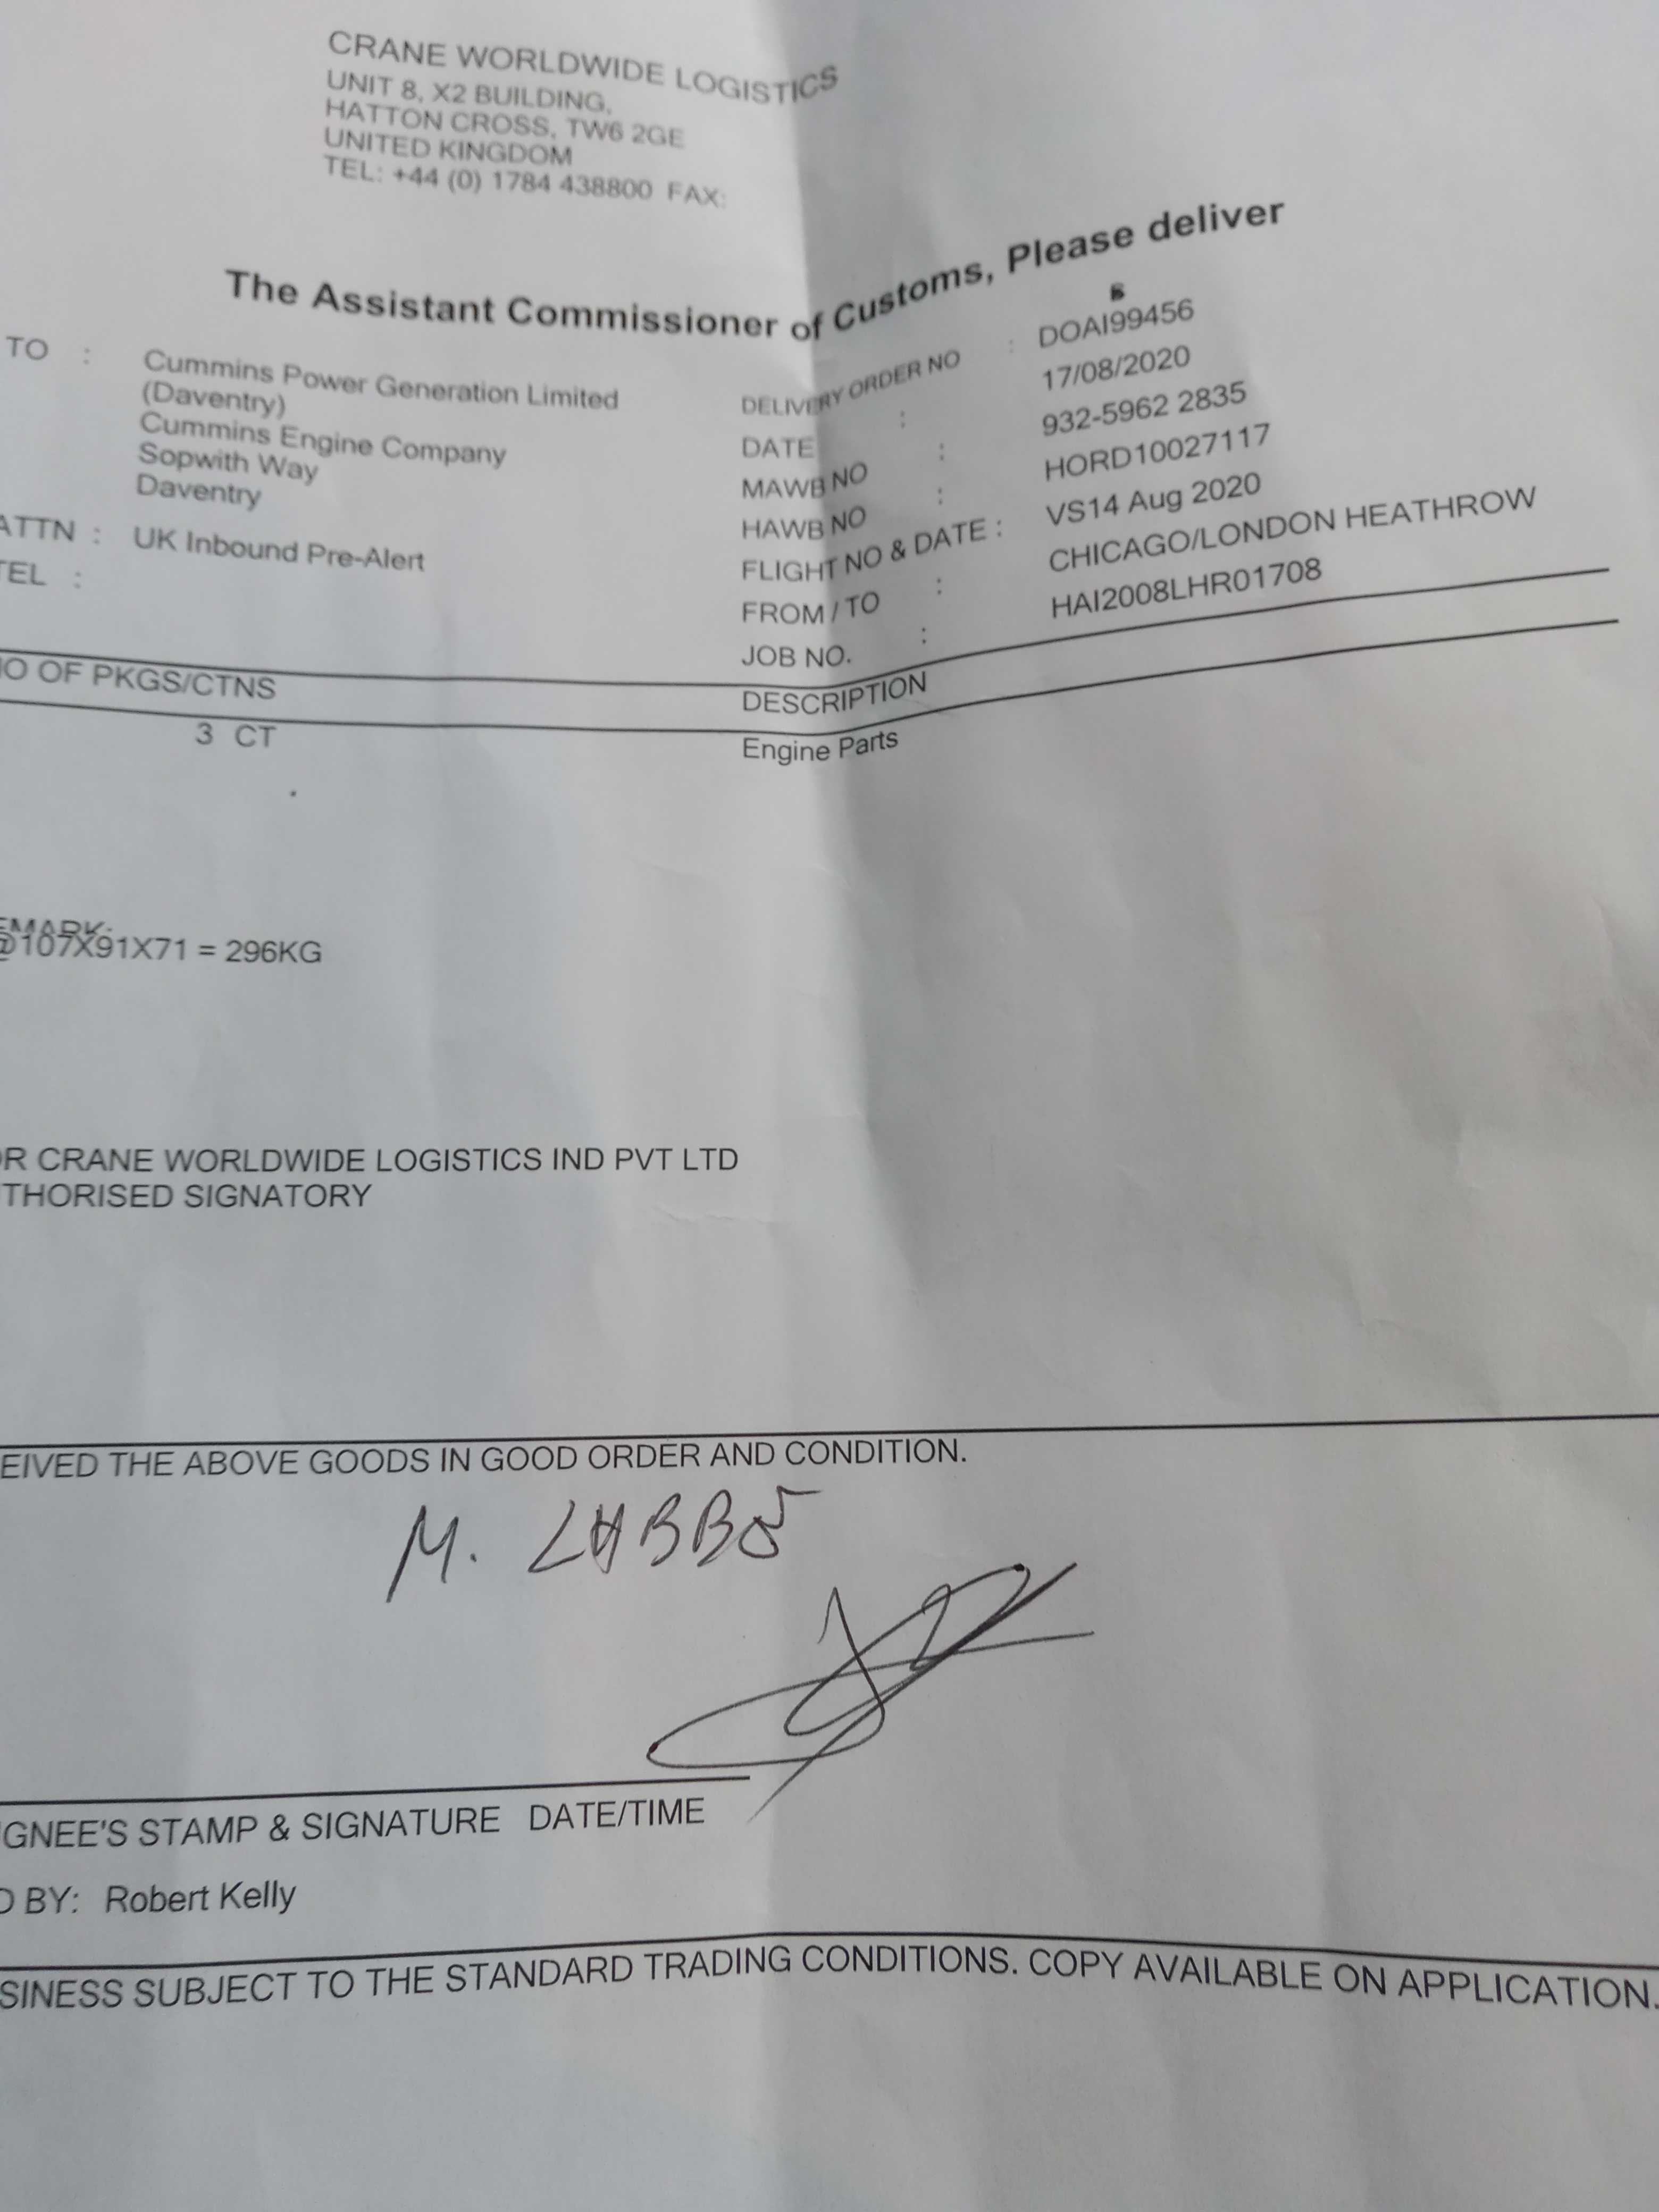 CRANE WORLDWIDE LOGISTICS
UNIT 8, X2 BUILDING,
HATTON CROSS, TW6 2GE
UNITED KINGDOM
TEL: +44 (0) 1784 438800 FAX:
The Assistant Commissioner of Customs, Please deliver
TO : Cummins Power Generation Limited
(Daventry)
Cummins Engine Company
Sopwith Way
Daventry
ATTN : UK Inbound Pre-Alert
TEL :
DELIVERY ORDER NO : DOAI99456
DATE : 17/08/2020
MAWB NO : 932-5962 2835
HAWB NO : HORD10027117
FLIGHT NO & DATE : VS14 Aug 2020
FROM / TO : CHICAGO/LONDON HEATHROW
JOB NO. : HAI2008LHR01708
NO OF PKGS/CTNS DESCRIPTION
3 CT Engine Parts
EMARK:
@107X91X71 = 296KG
OR CRANE WORLDWIDE LOGISTICS IND PVT LTD
THORISED SIGNATORY
EIVED THE ABOVE GOODS IN GOOD ORDER AND CONDITION.
M.
GNEE'S STAMP & SIGNATURE DATE/TIME
D BY: Robert Kelly
SINESS SUBJECT TO THE STANDARD TRADING CONDITIONS. COPY AVAILABLE ON APPLICATION.